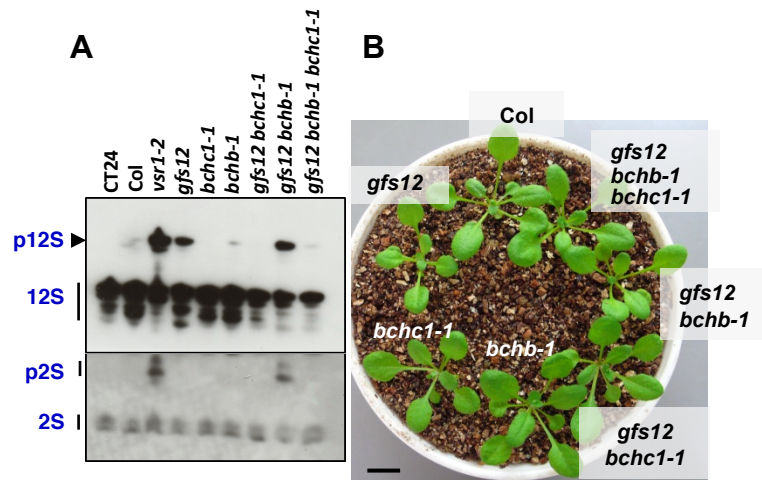 A
B
CT24
Col
vsr1-2
gfs12
bchc1-1
bchb-1
gfs12 bchc1-1
gfs12 bchb-1
gfs12 bchb-1 bchc1-1
p12S
12S
p2S
2S
Col
gfs12
gfs12
bchb-1
bchc1-1
gfs12
bchb-1
bchc1-1
bchb-1
gfs12
bchc1-1